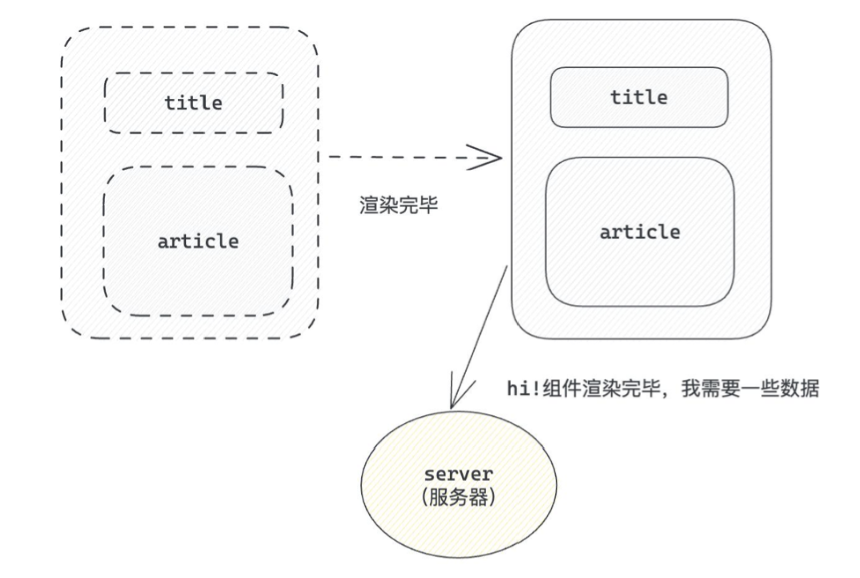 title
title
渲染完毕
article
article
hi!组件渲染完毕，我需要一些数据
server
(服务器)